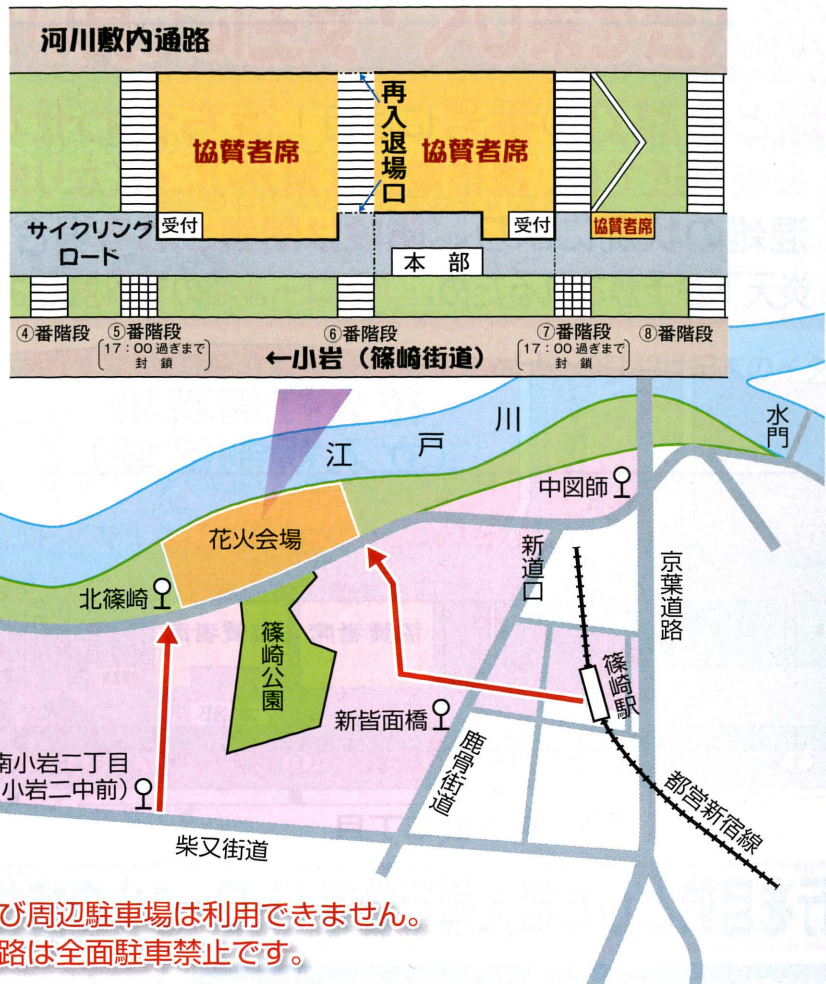 河川敷内通路
再入退場口
協賛者席
協賛者席
サイクリング
ロード
受付
受付
協賛者席
本部
④番階段
⑤番階段
〔17:00過ぎまで
封鎖〕
⑥番階段
⑦番階段
〔17:00過ぎまで
封鎖〕
⑧番階段
←小岩(篠崎街道)
江戸川
水門
中図師
花火会場
新道口
京葉道路
北篠崎
篠崎公園
篠崎駅
新皆面橋
鹿骨街道
南小岩二丁目
小岩二中前)
都営新宿線
柴又街道
び周辺駐車場は利用できません。
路は全面駐車禁止です。